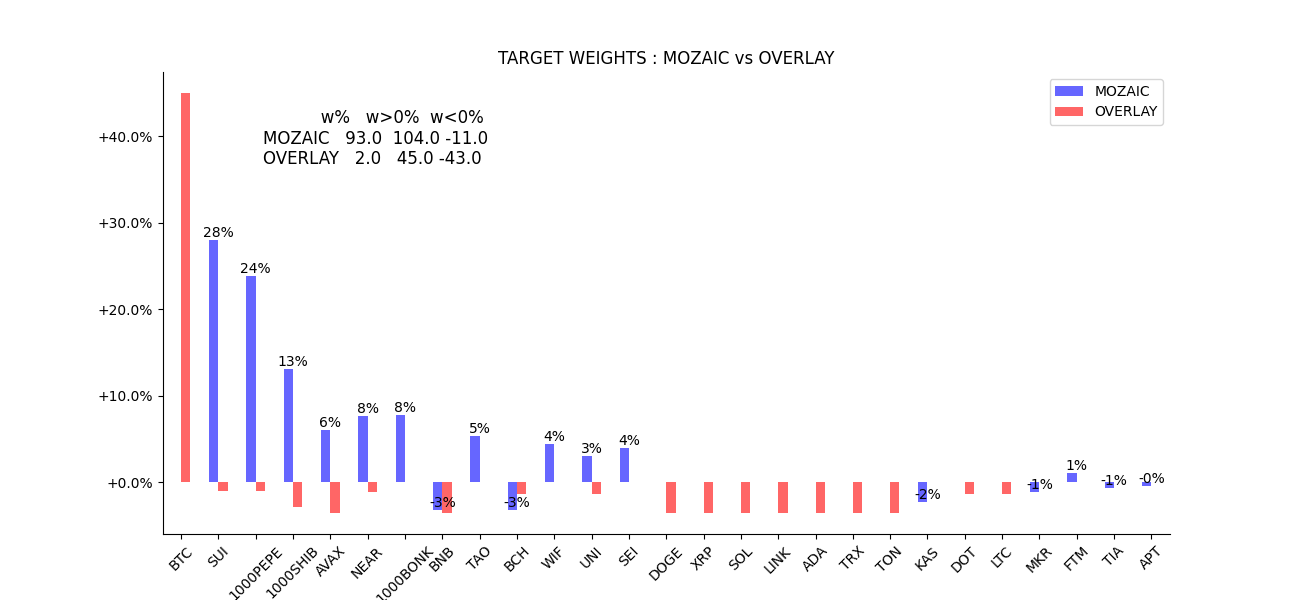 TARGET WEIGHTS : MOZAIC vs OVERLAY
MOZAIC
OVERLAY
w% w>0% w<0%
MOZAIC 93.0 104.0 -11.0
OVERLAY 2.0 45.0 -43.0
+40.0%
+30.0%
+20.0%
+10.0%
+0.0%
28%
24%
13%
6%
8%
8%
-3%
5%
-3%
4%
3%
4%
-2%
-1%
1%
-1%
-0%
BTC
SUI
1000PEPE
1000SHIB
AVAX
NEAR
1000BONK
BNB
TAO
BCH
WIF
UNI
SEI
DOGE
XRP
SOL
LINK
ADA
TRX
TON
KAS
DOT
LTC
MKR
FTM
TIA
APT